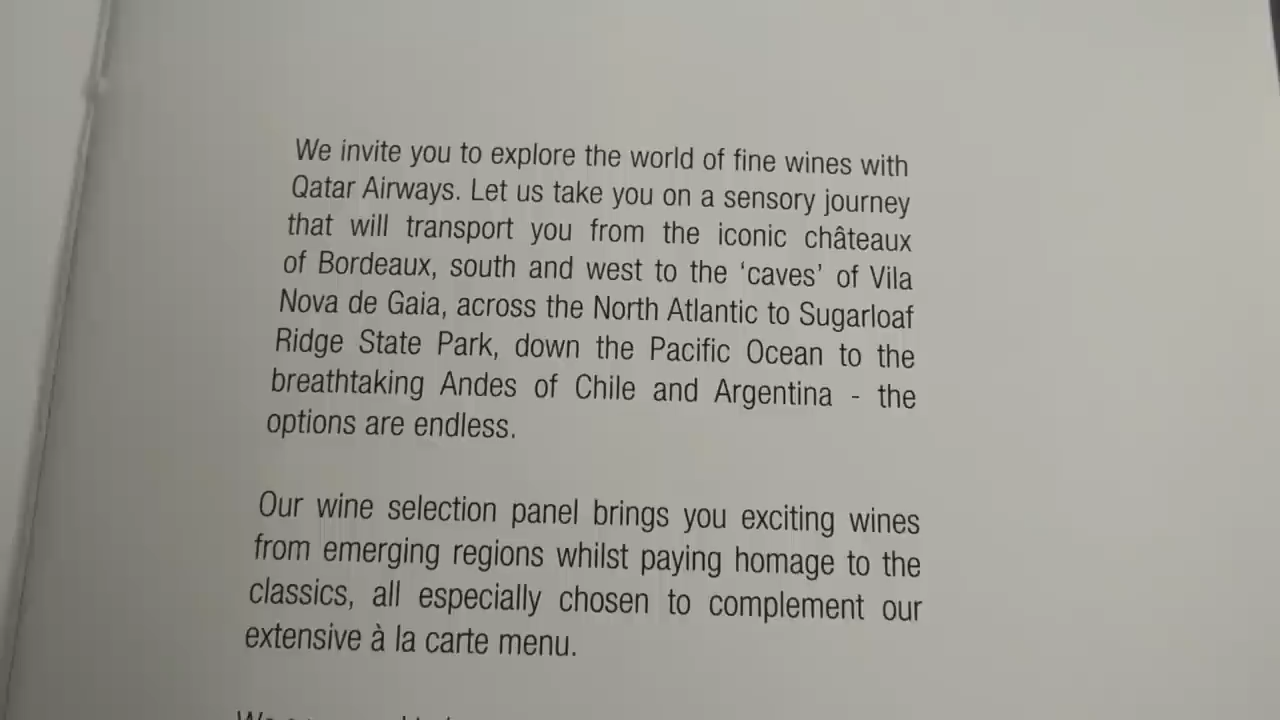 We invite you to explore the world of fine wines with
Qatar Airways. Let us take you on a sensory journey
that will transport you from the iconic châteaux
of Bordeaux, south and west to the ‘caves’ of Vila
Nova de Gaia, across the North Atlantic to Sugarloaf
Ridge State Park, down the Pacific Ocean to the
breathtaking Andes of Chile and Argentina - the
options are endless.
Our wine selection panel brings you exciting wines
from emerging regions whilst paying homage to the
classics, all especially chosen to complement our
extensive à la carte menu.
We